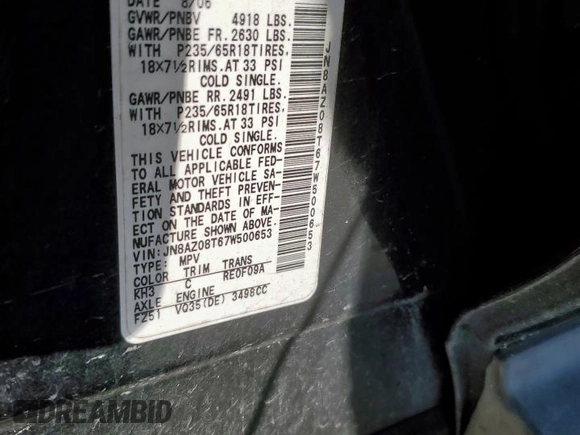 DATE 8/06
GVWR/PNBV 4918 LBS.
GAWR/PNBE FR. 2630 LBS.
WITH P235/65R18TIRES.
18X7½RIMS.AT 33 PSI
COLD SINGLE.
GAWR/PNBE RR. 2491 LBS.
WITH P235/65R18TIRES.
18X7½RIMS.AT 33 PSI
COLD SINGLE.
THIS VEHICLE CONFORMS
TO ALL APPLICABLE FED-
ERAL MOTOR VEHICLE SA-
FETY AND THEFT PREVEN-
TION STANDARDS IN EFF-
ECT ON THE DATE OF MA-
NUFACTURE SHOWN ABOVE.
VIN:JN8AZ08T67W500653
TYPE: MPV
COLOR TRIM TRANS
KH3 C RE0F09A
AXLE ENGINE
FZ51 VQ35(DE) 3498CC
JN8AZ08T67W500653
DREAMBID